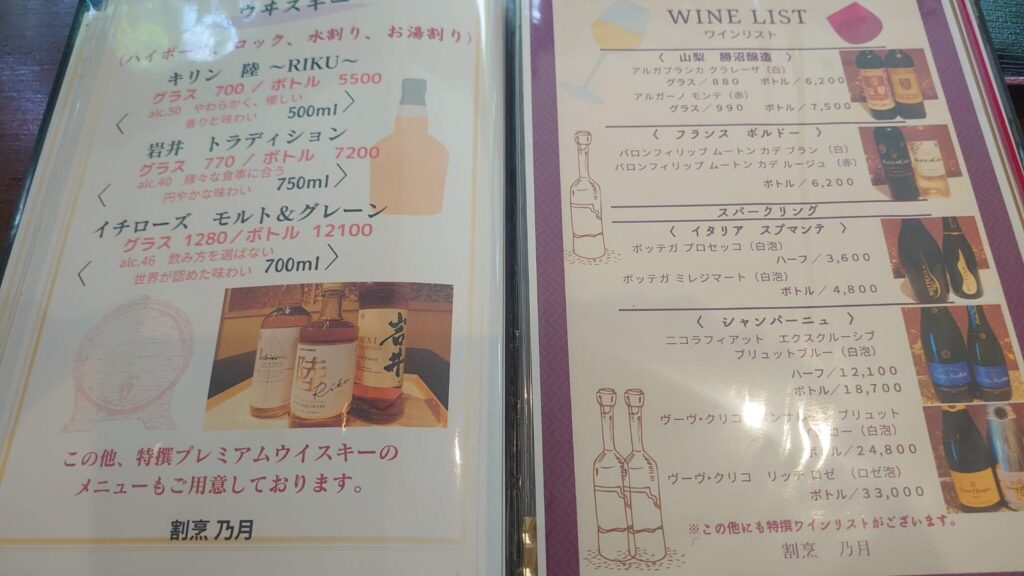 ウヰスキー
(ハイボール、ロック、水割り、お湯割り)
キリン 陸 ～RIKU～
グラス 700 / ボトル 5500
alc.50 やわらかく、優しい
香りと味わい
〈 500ml 〉
岩井 トラディション
グラス 770 / ボトル 7200
alc.40 様々な食事に合う
円やかな味わい
〈 750ml 〉
イチローズ モルト&グレーン
グラス 1280/ボトル 12100
alc.46 飲み方を選ばない
世界が認めた味わい
〈 700ml 〉
岩井
陸
Riku
この他、特撰プレミアムウイスキーの
メニューもご用意しております。
割烹 乃月
WINE LIST
ワインリスト
〈 山梨 勝沼醸造 〉
アルガブランカ クラレーザ (白)
グラス/880 ボトル/6,200
アルガーノ モンテ (赤)
グラス/990 ボトル/7,500
〈 フランス ボルドー 〉
バロンフィリップ ムートン カデ ブラン (白)
バロンフィリップ ムートン カデ ルージュ (赤)
ボトル/6,200
スパークリング
〈 イタリア スプマンテ 〉
ボッテガ プロセッコ (白泡)
ハーフ/3,600
ボッテガ ミレジマート (白泡)
ボトル/4,800
〈 シャンパーニュ 〉
ニコラフィアット エクスクルーシブ
ブリュットブルー (白泡)
ハーフ/12,100
ボトル/18,700
ヴーヴ・クリコ ブリュット
(白泡)
ボトル/24,800
ヴーヴ・クリコ リッチ ロゼ (ロゼ泡)
ボトル/33,000
※この他にも特撰ワインリストがございます。
割烹 乃月